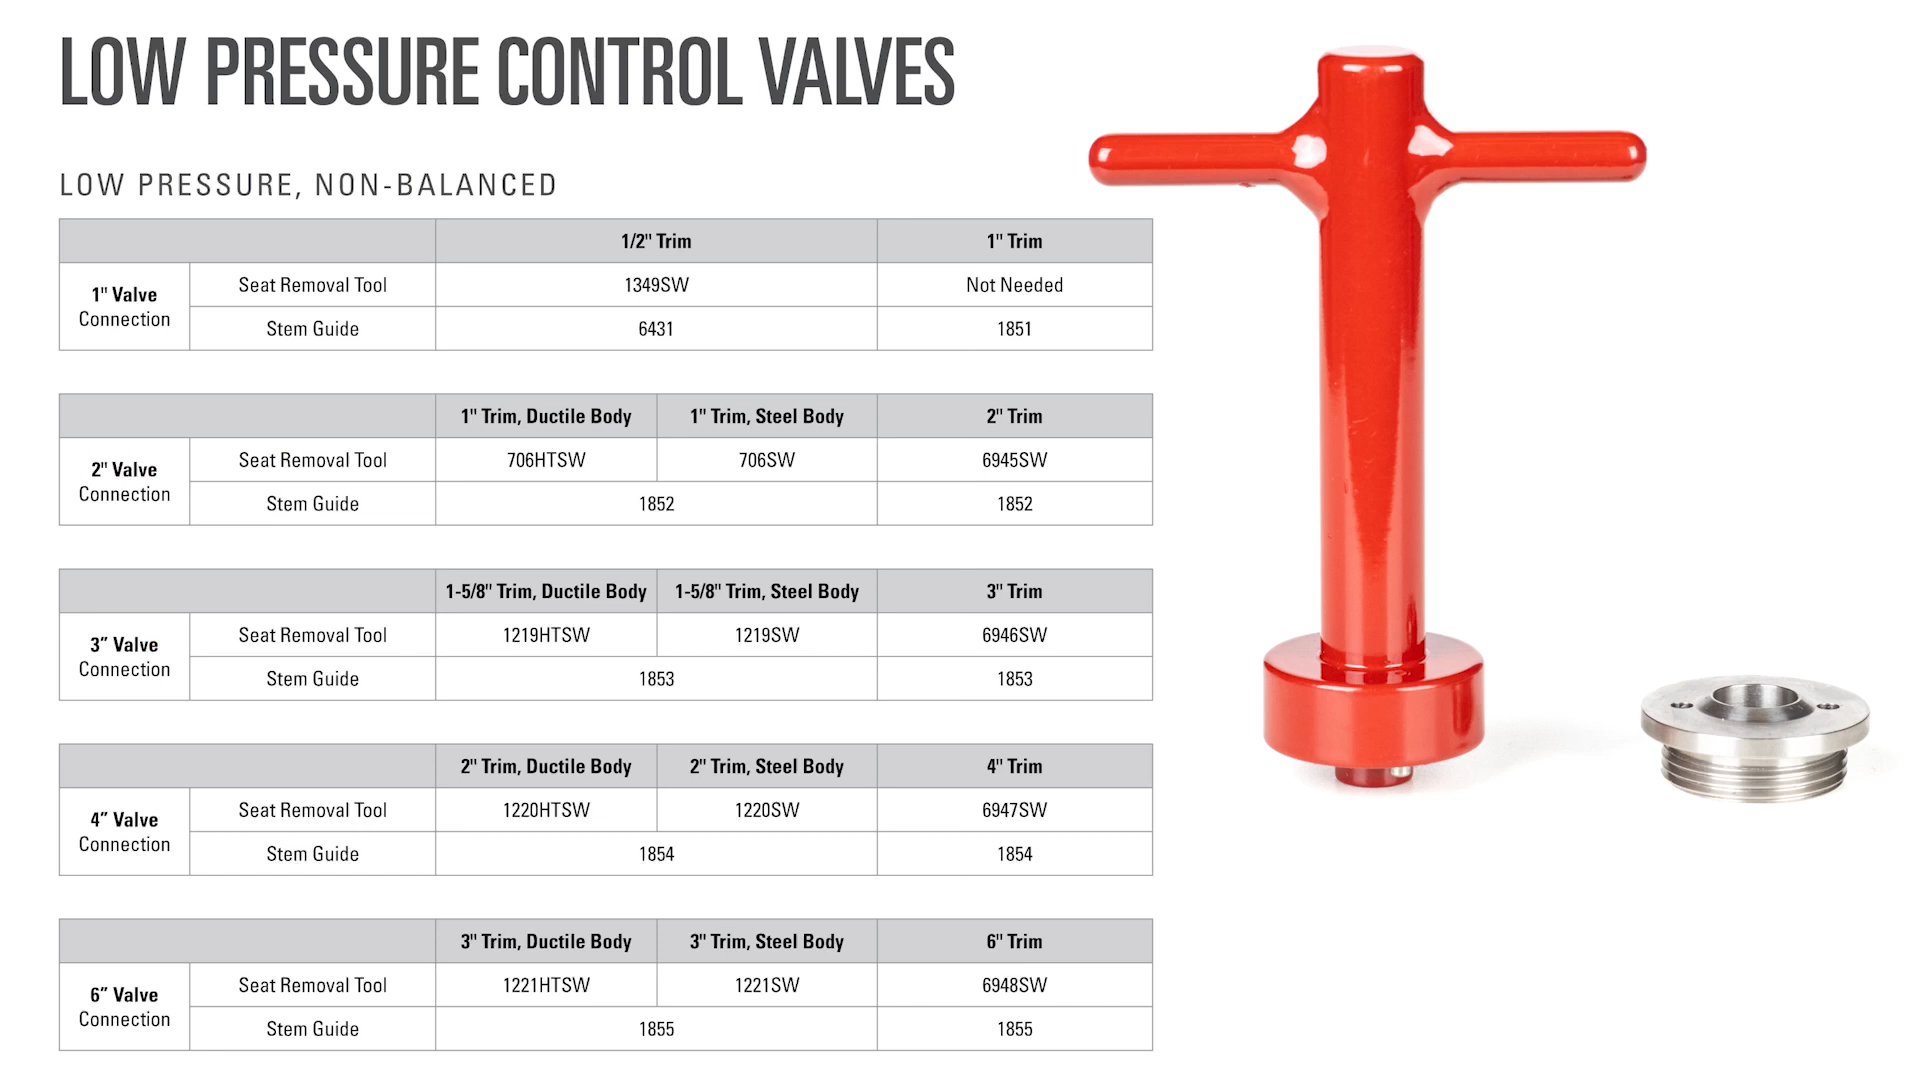 LOW PRESSURE CONTROL VALVES
LOW PRESSURE, NON-BALANCED
1/2" Trim 1" Trim
1" Valve Connection
Seat Removal Tool 1349SW Not Needed
Stem Guide 6431 1851
1" Trim, Ductile Body 1" Trim, Steel Body 2" Trim
2" Valve Connection
Seat Removal Tool 706HTSW 706SW 6945SW
Stem Guide 1852 1852
1-5/8" Trim, Ductile Body 1-5/8" Trim, Steel Body 3" Trim
3” Valve Connection
Seat Removal Tool 1219HTSW 1219SW 6946SW
Stem Guide 1853 1853
2" Trim, Ductile Body 2" Trim, Steel Body 4" Trim
4” Valve Connection
Seat Removal Tool 1220HTSW 1220SW 6947SW
Stem Guide 1854 1854
3" Trim, Ductile Body 3" Trim, Steel Body 6" Trim
6” Valve Connection
Seat Removal Tool 1221HTSW 1221SW 6948SW
Stem Guide 1855 1855